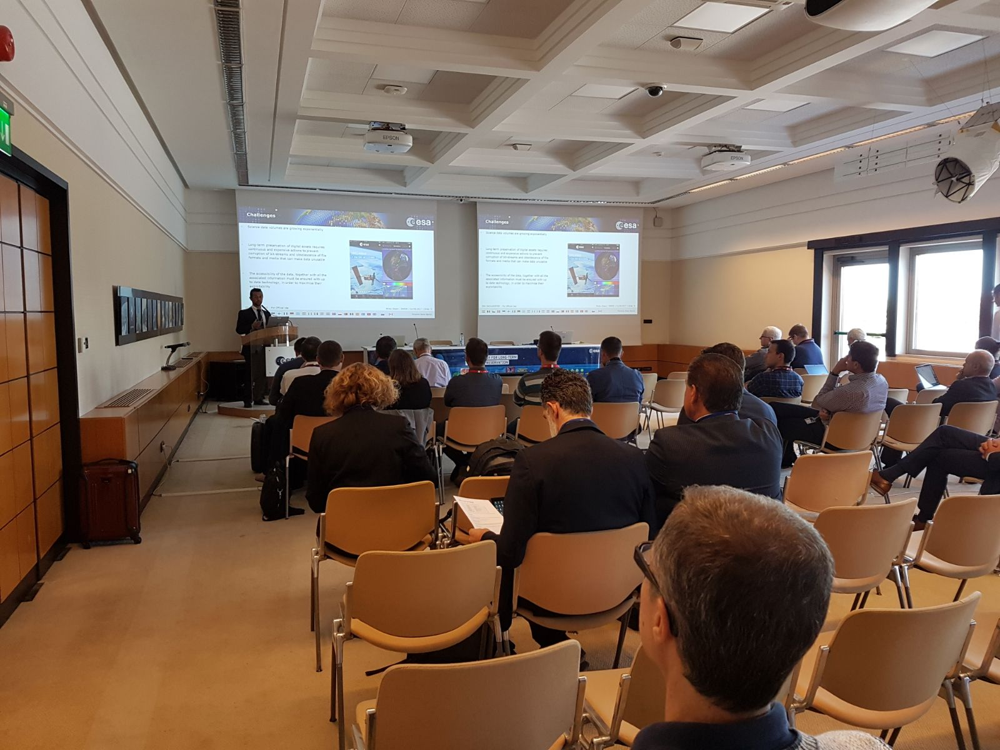 EPSON
EPSON
Challenges
esa
Science data volumes are growing exponentially
Long-term preservation of digital assets requires
continuous and expensive actions to prevent
corruption of bit-streams and obsolescence of file
formats and media that can make data unusable
The accessibility of the data, together with all the
associated information must be ensured with up
to date technology, in order to maximise their
exploitability
For Official Use
Challenges
esa
Science data volumes are growing exponentially
Long-term preservation of digital assets requires
continuous and expensive actions to prevent
corruption of bit-streams and obsolescence of file
formats and media that can make data unusable
The accessibility of the data, together with all the
associated information must be ensured with up
to date technology, in order to maximise their
exploitability
For Official Use
European Space Agency
FOR LONG-TERM
RESERVATION
esa
esa